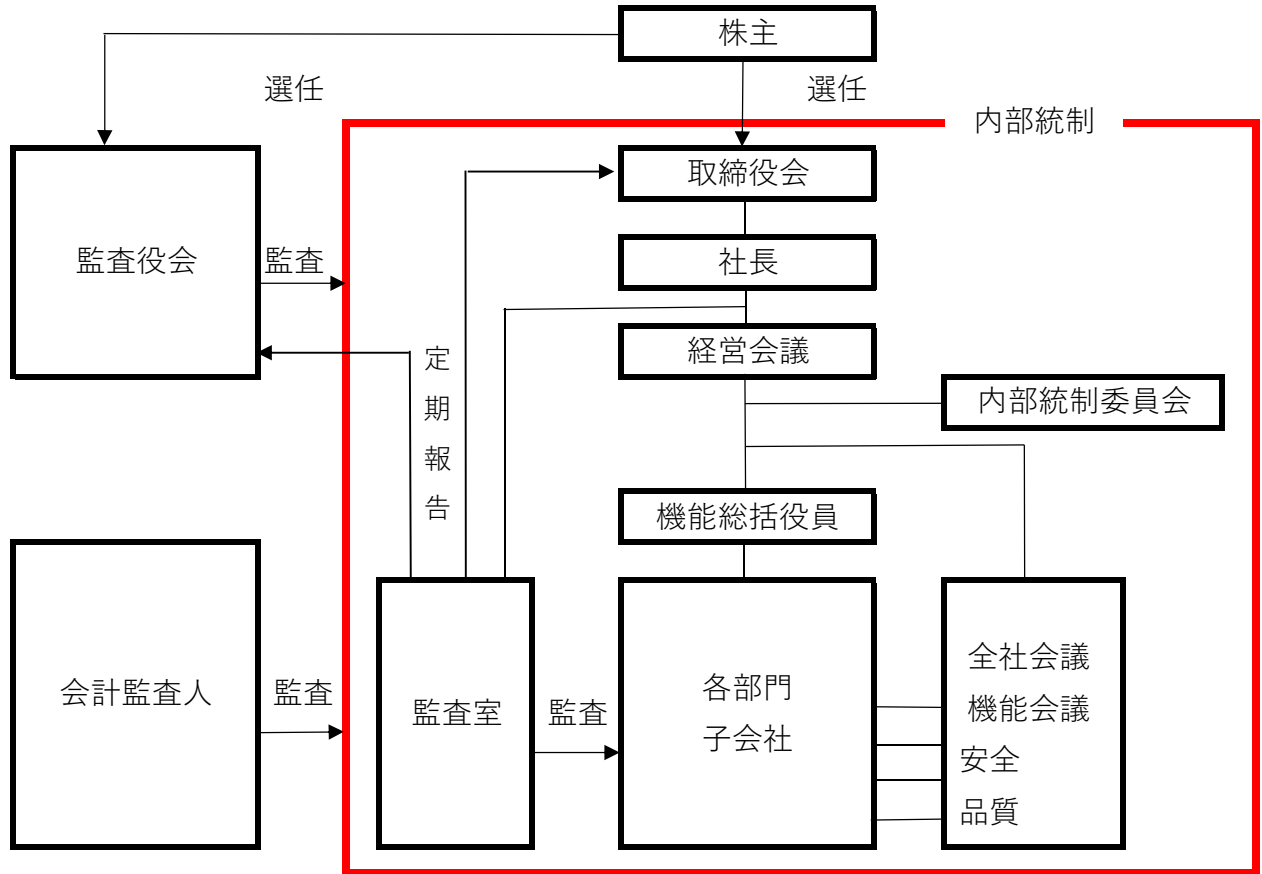 株主
選任
選任
内部統制
取締役会
監査役会
監査
社長
経営会議
定期報告
内部統制委員会
機能総括役員
会計監査人
監査
監査室
監査
各部門
子会社
全社会議
機能会議
安全
品質